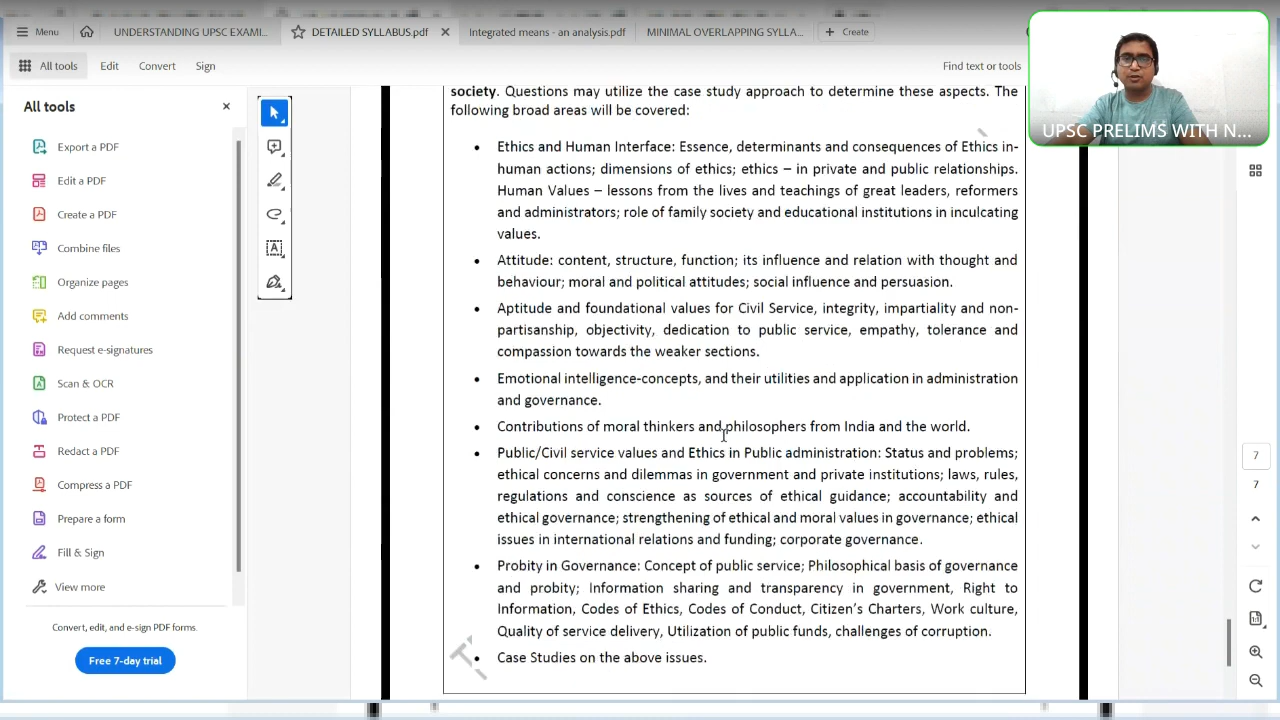 Menu
UNDERSTANDING UPSC EXAMI...
DETAILED SYLLABUS.pdf
Integrated means - an analysis.pdf
MINIMAL OVERLAPPING SYLLA...
Create
All tools
Edit
Convert
Sign
Find text or tools
UPSC PRELIMS WITH N...
All tools
Export a PDF
Edit a PDF
Create a PDF
Combine files
Organize pages
Add comments
Request e-signatures
Scan & OCR
Protect a PDF
Redact a PDF
Compress a PDF
Prepare a form
Fill & Sign
View more
Convert, edit, and e-sign PDF forms.
Free 7-day trial
society. Questions may utilize the case study approach to determine these aspects. The
following broad areas will be covered:
• Ethics and Human Interface: Essence, determinants and consequences of Ethics in-
human actions; dimensions of ethics; ethics – in private and public relationships.
Human Values – lessons from the lives and teachings of great leaders, reformers
and administrators; role of family society and educational institutions in inculcating
values.
• Attitude: content, structure, function; its influence and relation with thought and
behaviour; moral and political attitudes; social influence and persuasion.
• Aptitude and foundational values for Civil Service, integrity, impartiality and non-
partisanship, objectivity, dedication to public service, empathy, tolerance and
compassion towards the weaker sections.
• Emotional intelligence-concepts, and their utilities and application in administration
and governance.
• Contributions of moral thinkers and philosophers from India and the world.
• Public/Civil service values and Ethics in Public administration: Status and problems;
ethical concerns and dilemmas in government and private institutions; laws, rules,
regulations and conscience as sources of ethical guidance; accountability and
ethical governance; strengthening of ethical and moral values in governance; ethical
issues in international relations and funding; corporate governance.
• Probity in Governance: Concept of public service; Philosophical basis of governance
and probity; Information sharing and transparency in government, Right to
Information, Codes of Ethics, Codes of Conduct, Citizen's Charters, Work culture,
Quality of service delivery, Utilization of public funds, challenges of corruption.
• Case Studies on the above issues.
7
7